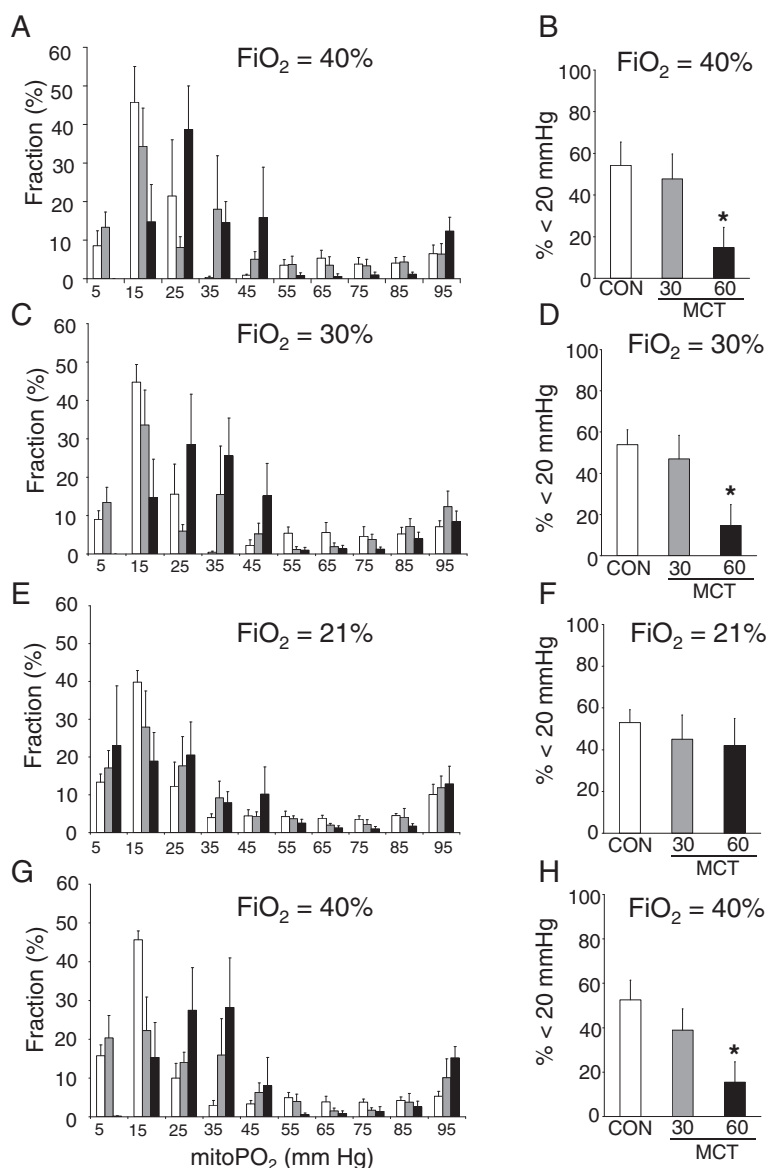 A
FiO2 = 40%
Fraction (%)
60
50
40
30
20
10
0
5 15 25 35 45 55 65 75 85 95
B
FiO2 = 40%
% < 20 mmHg
100
80
60
40
20
0
*
CON 30 60
MCT
C
FiO2 = 30%
Fraction (%)
60
50
40
30
20
10
0
5 15 25 35 45 55 65 75 85 95
D
FiO2 = 30%
% < 20 mmHg
100
80
60
40
20
0
*
CON 30 60
MCT
E
FiO2 = 21%
Fraction (%)
60
50
40
30
20
10
0
5 15 25 35 45 55 65 75 85 95
F
FiO2 = 21%
% < 20 mmHg
100
80
60
40
20
0
CON 30 60
MCT
G
FiO2 = 40%
Fraction (%)
60
50
40
30
20
10
0
5 15 25 35 45 55 65 75 85 95
mitoPO2 (mm Hg)
H
FiO2 = 40%
% < 20 mmHg
100
80
60
40
20
0
*
CON 30 60
MCT